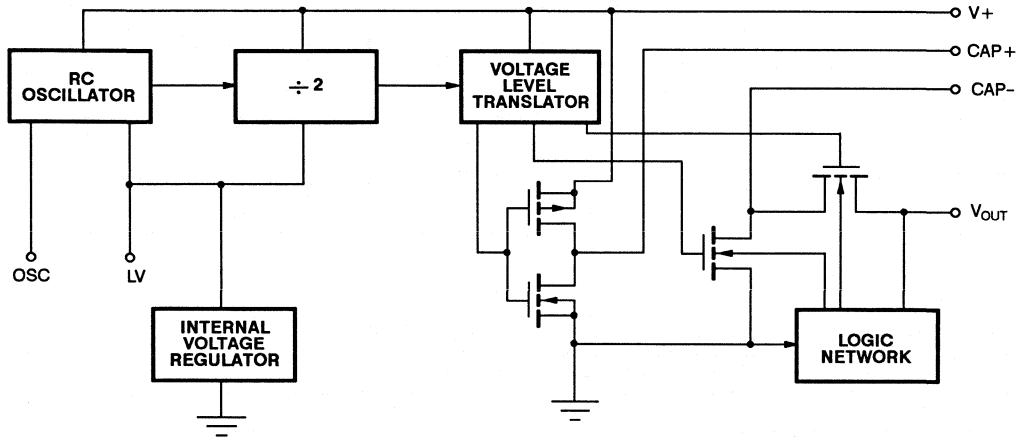 V+
CAP+
CAP-
RC
OSCILLATOR
÷2
VOLTAGE
LEVEL
TRANSLATOR
VOUT
OSC
LV
INTERNAL
VOLTAGE
REGULATOR
LOGIC
NETWORK